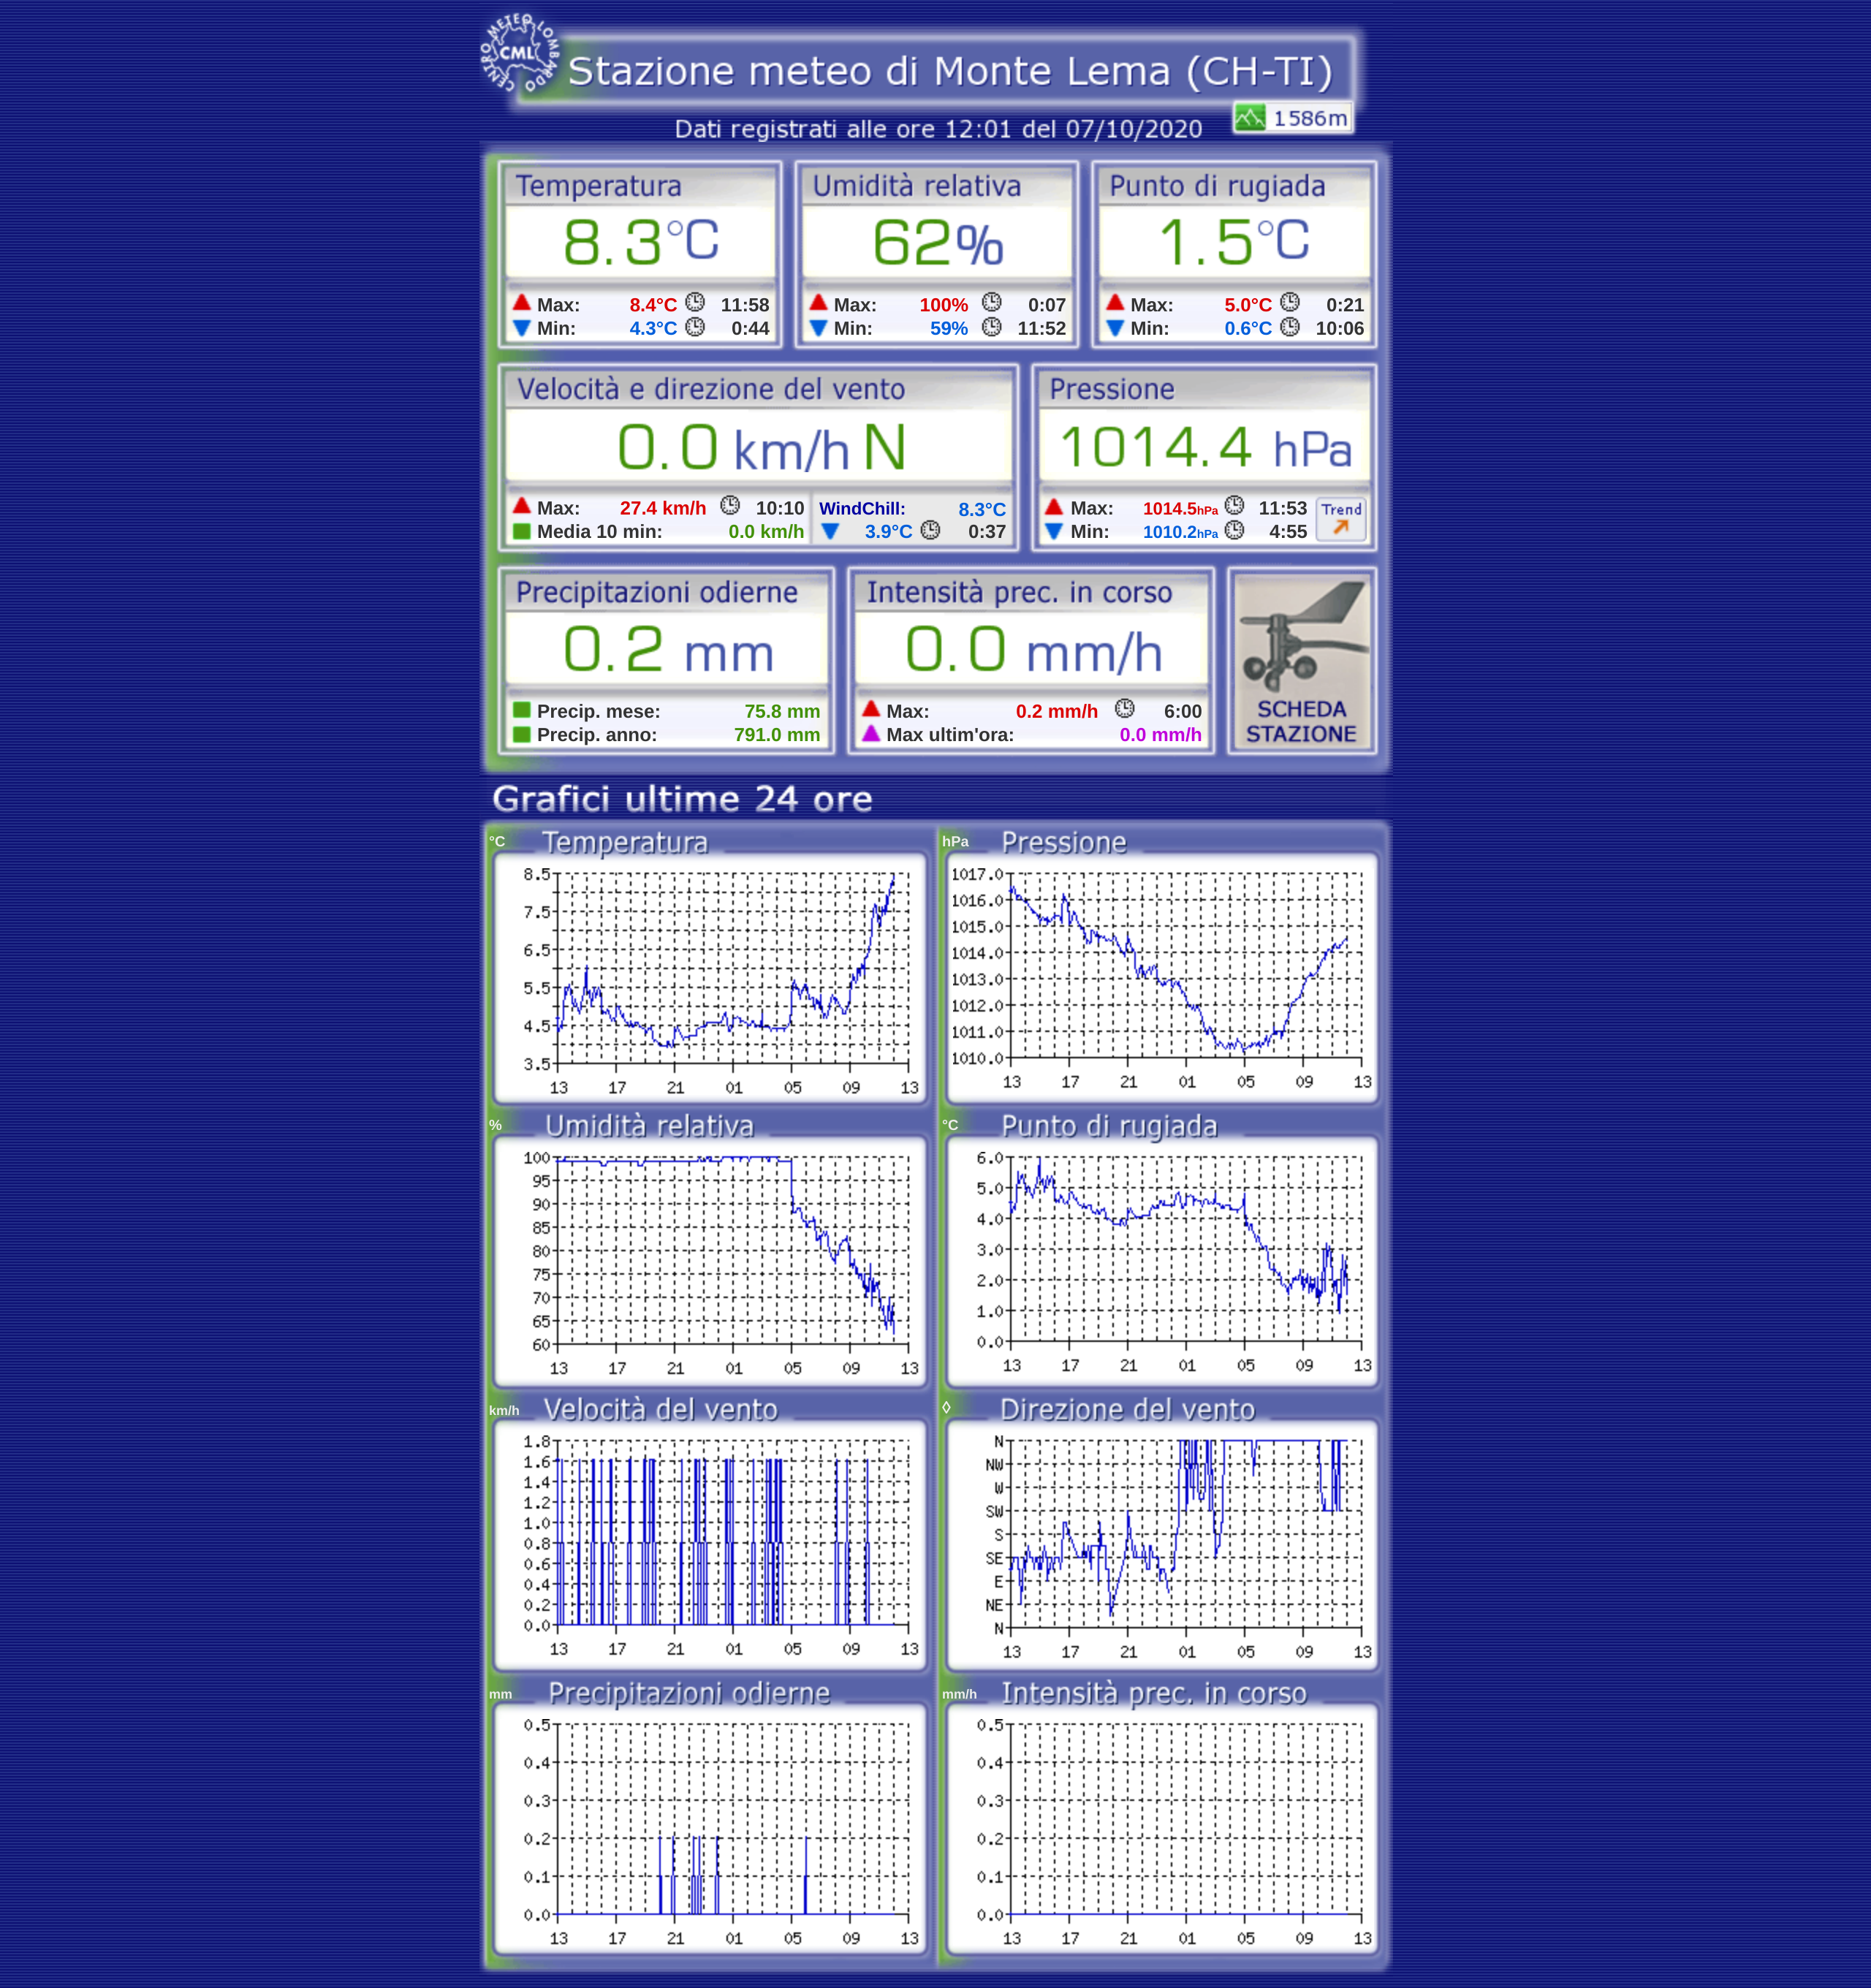 CENTRO METEO LOMBARDO
CML
Stazione meteo di Monte Lema (CH-TI)
1586m
Dati registrati alle ore 12:01 del 07/10/2020
Temperatura Umidità relativa Punto di rugiada
8.3°C 62% 1.5°C
Max: 8.4°C 11:58 Max: 100% 0:07 Max: 5.0°C 0:21
Min: 4.3°C 0:44 Min: 59% 11:52 Min: 0.6°C 10:06
Velocità e direzione del vento Pressione
0.0 km/h N 1014.4 hPa
Max: 27.4 km/h 10:10 WindChill: 8.3°C Max: 1014.5hPa 11:53 Trend
Media 10 min: 0.0 km/h 3.9°C 0:37 Min: 1010.2hPa 4:55
Precipitazioni odierne Intensità prec. in corso
0.2 mm 0.0 mm/h
Precip. mese: 75.8 mm Max: 0.2 mm/h 6:00 SCHEDA
Precip. anno: 791.0 mm Max ultim'ora: 0.0 mm/h STAZIONE
Grafici ultime 24 ore
°C Temperatura
8.5
7.5
6.5
5.5
4.5
3.5
13 17 21 01 05 09 13
hPa Pressione
1017.0
1016.0
1015.0
1014.0
1013.0
1012.0
1011.0
1010.0
13 17 21 01 05 09 13
% Umidità relativa
100
95
90
85
80
75
70
65
60
13 17 21 01 05 09 13
°C Punto di rugiada
6.0
5.0
4.0
3.0
2.0
1.0
0.0
13 17 21 01 05 09 13
km/h Velocità del vento
1.8
1.6
1.4
1.2
1.0
0.8
0.6
0.4
0.2
0.0
13 17 21 01 05 09 13
◊ Direzione del vento
N
NW
W
SW
S
SE
E
NE
N
13 17 21 01 05 09 13
mm Precipitazioni odierne
0.5
0.4
0.3
0.2
0.1
0.0
13 17 21 01 05 09 13
mm/h Intensità prec. in corso
0.5
0.4
0.3
0.2
0.1
0.0
13 17 21 01 05 09 13